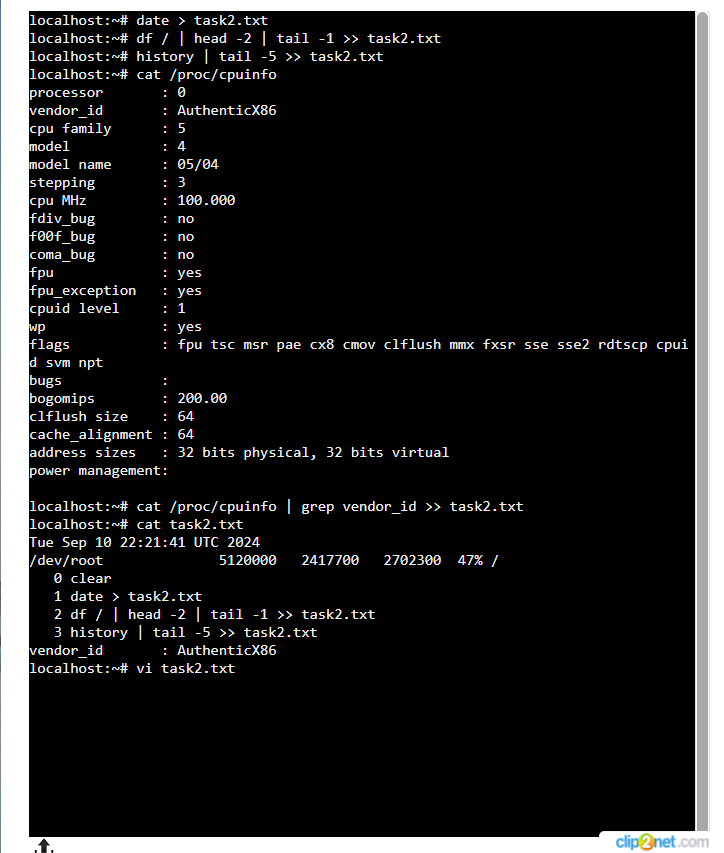 localhost:~# date > task2.txt
localhost:~# df / | head -2 | tail -1 >> task2.txt
localhost:~# history | tail -5 >> task2.txt
localhost:~# cat /proc/cpuinfo
processor       : 0
vendor_id       : AuthenticX86
cpu family      : 5
model           : 4
model name      : 05/04
stepping        : 3
cpu MHz         : 100.000
fdiv_bug        : no
f00f_bug        : no
coma_bug        : no
fpu             : yes
fpu_exception   : yes
cpuid level     : 1
wp              : yes
flags           : fpu tsc msr pae cx8 cmov clflush mmx fxsr sse sse2 rdtscp cpui
d svm npt
bugs            :
bogomips        : 200.00
clflush size    : 64
cache_alignment : 64
address sizes   : 32 bits physical, 32 bits virtual
power management:

localhost:~# cat /proc/cpuinfo | grep vendor_id >> task2.txt
localhost:~# cat task2.txt
Tue Sep 10 22:21:41 UTC 2024
/dev/root              5120000   2417700   2702300  47% /
   0 clear
   1 date > task2.txt
   2 df / | head -2 | tail -1 >> task2.txt
   3 history | tail -5 >> task2.txt
vendor_id       : AuthenticX86
localhost:~# vi task2.txt
clip2net.com